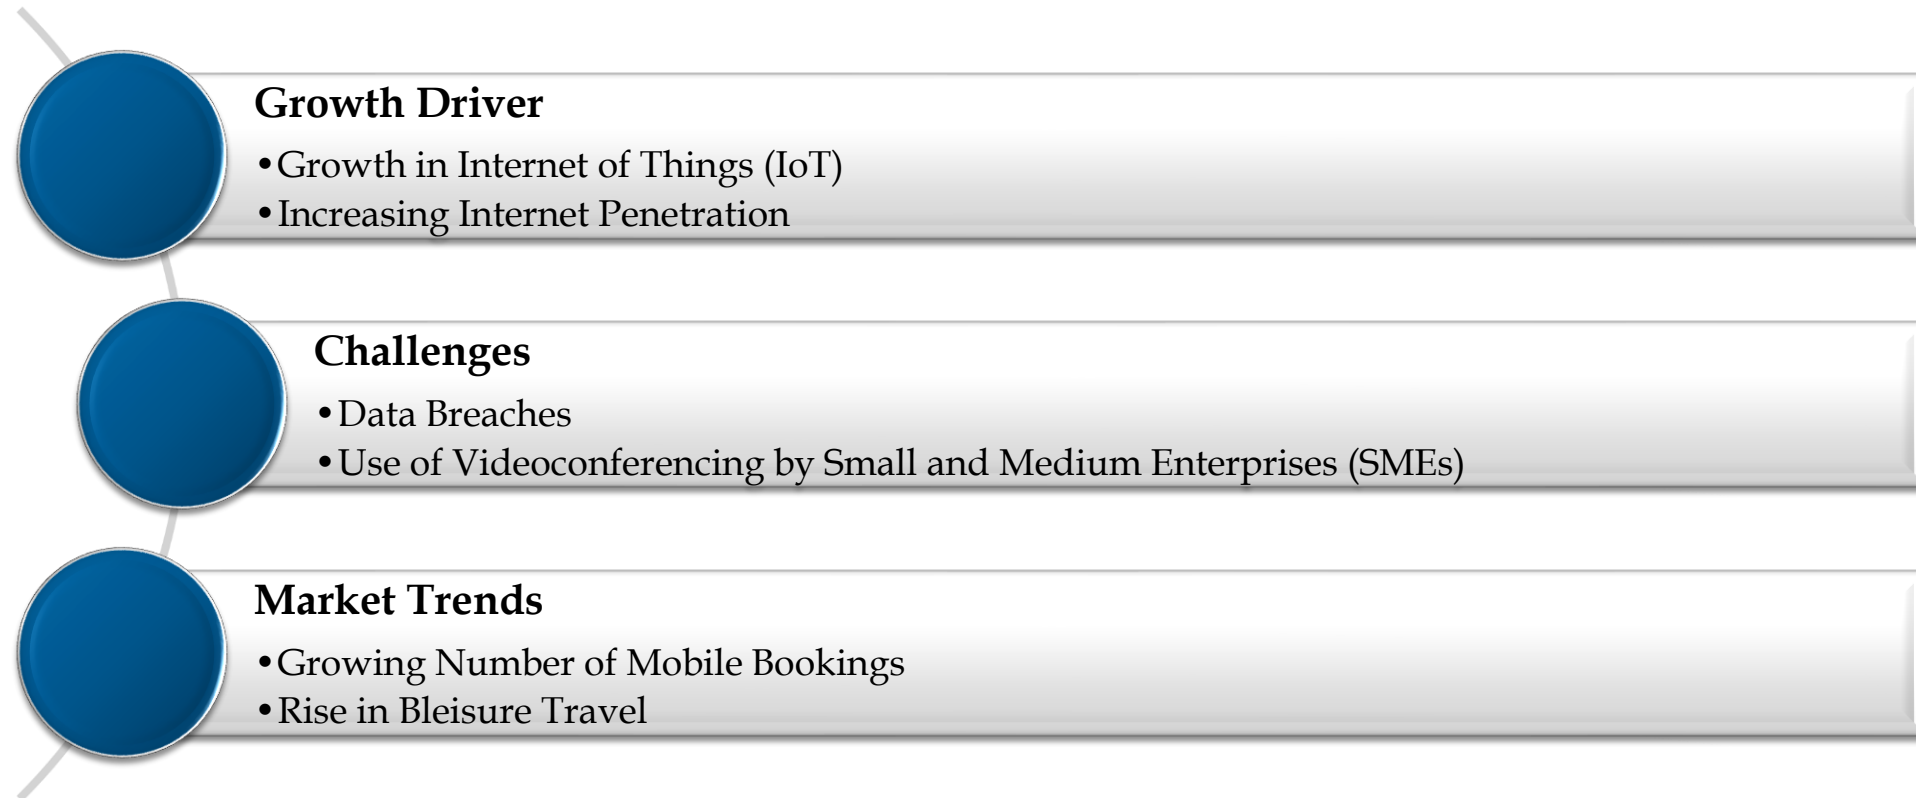 Growth Driver
•Growth in Internet of Things (IoT)
•Increasing Internet Penetration
Challenges
•Data Breaches
•Use of Videoconferencing by Small and Medium Enterprises (SMEs)
Market Trends
•Growing Number of Mobile Bookings
•Rise in Bleisure Travel